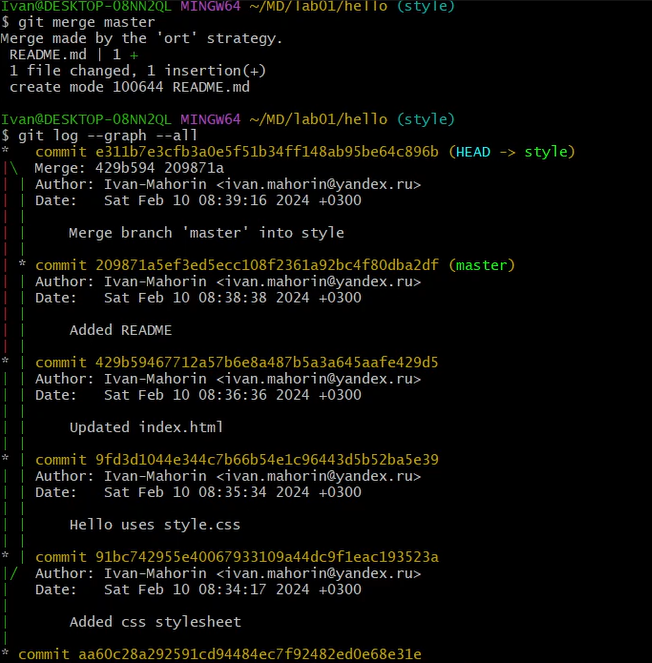 Ivan@DESKTOP-08NN2QL MINGW64 ~/MD/lab01/hello (style)
$ git merge master
Merge made by the 'ort' strategy.
 README.md | 1 +
 1 file changed, 1 insertion(+)
 create mode 100644 README.md

Ivan@DESKTOP-08NN2QL MINGW64 ~/MD/lab01/hello (style)
$ git log --graph --all
*   commit e311b7e3cfb3a0e5f51b34ff148ab95be64c896b (HEAD -> style)
|\  Merge: 429b594 209871a
| | Author: Ivan-Mahorin <ivan.mahorin@yandex.ru>
| | Date:   Sat Feb 10 08:39:16 2024 +0300
| |
| |     Merge branch 'master' into style
| |
| * commit 209871a5ef3ed5ecc108f2361a92bc4f80dba2df (master)
| | Author: Ivan-Mahorin <ivan.mahorin@yandex.ru>
| | Date:   Sat Feb 10 08:38:38 2024 +0300
| |
| |     Added README
| |
* | commit 429b59467712a57b6e8a487b5a3a645aafe429d5
| | Author: Ivan-Mahorin <ivan.mahorin@yandex.ru>
| | Date:   Sat Feb 10 08:36:36 2024 +0300
| |
| |     Updated index.html
| |
* | commit 9fd3d1044e344c7b66b54e1c96443d5b52ba5e39
| | Author: Ivan-Mahorin <ivan.mahorin@yandex.ru>
| | Date:   Sat Feb 10 08:35:34 2024 +0300
| |
| |     Hello uses style.css
| |
* | commit 91bc742955e40067933109a44dc9f1eac193523a
|/  Author: Ivan-Mahorin <ivan.mahorin@yandex.ru>
|   Date:   Sat Feb 10 08:34:17 2024 +0300
|
|       Added css stylesheet
|
* commit aa60c28a292591cd94484ec7f92482ed0e68e31e